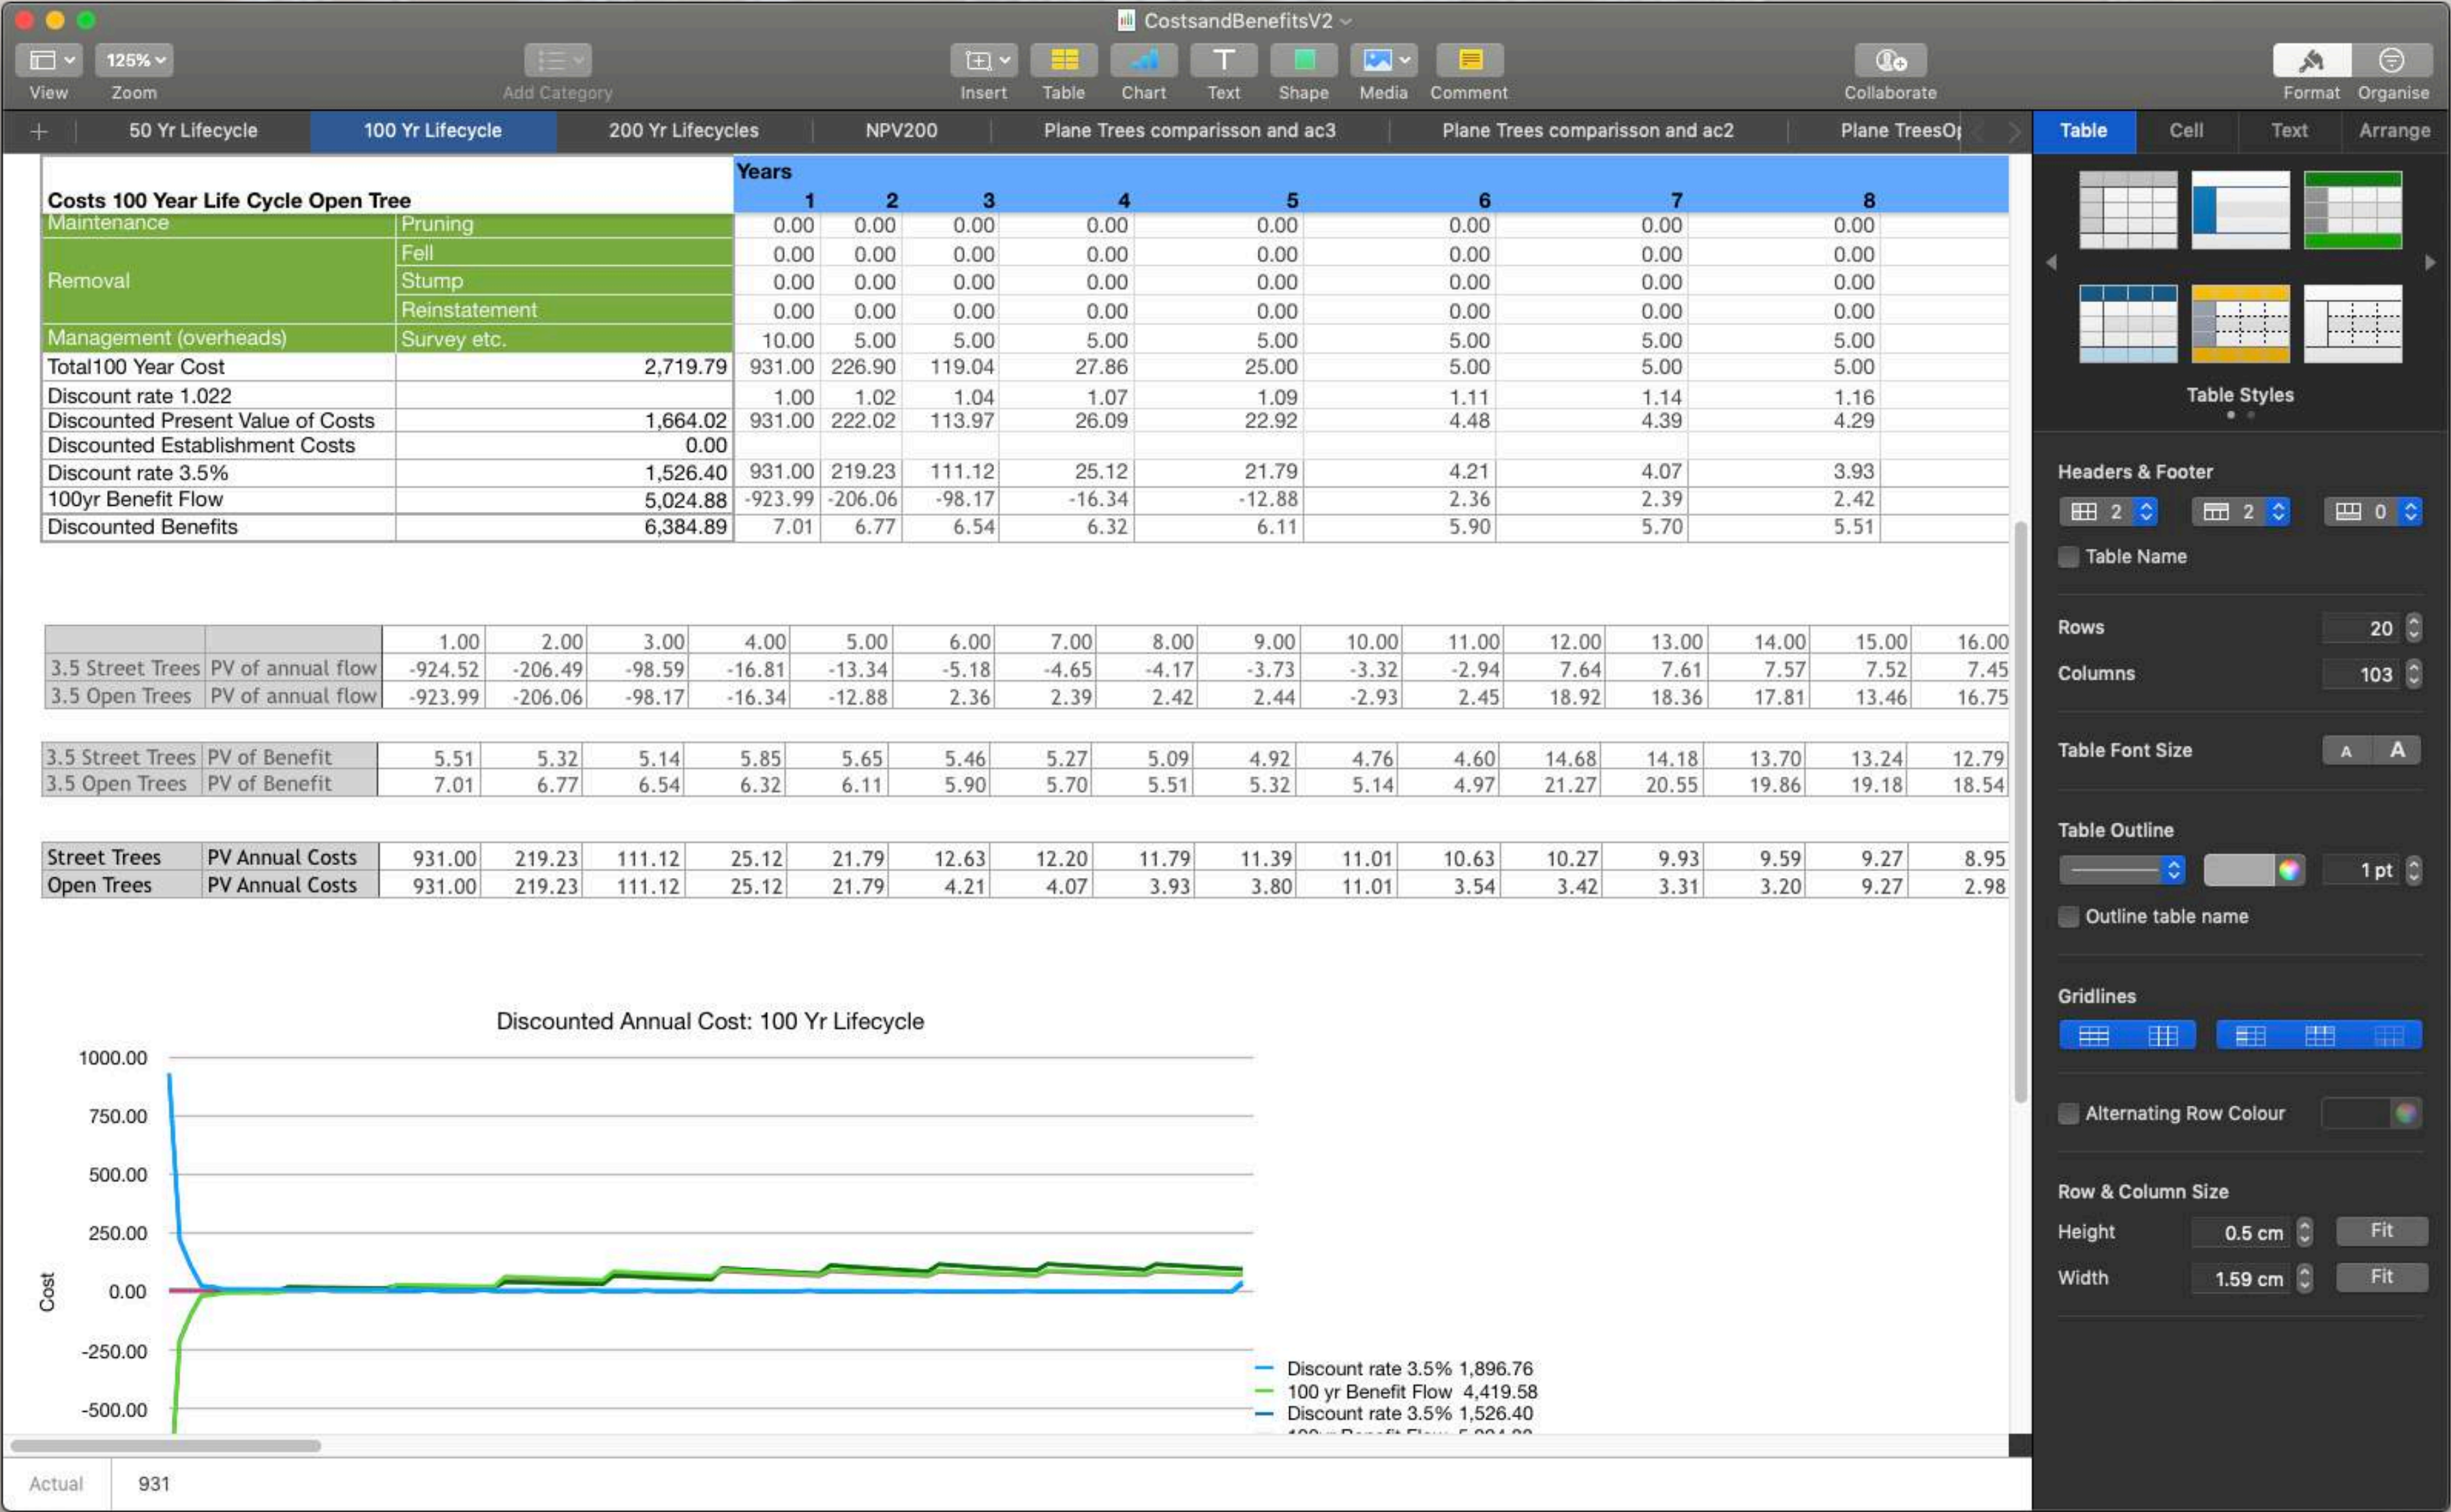 CostsandBenefitsV2
125%
View Zoom Add Category Insert Table Chart Text Shape Media Comment Collaborate Format Organise
50 Yr Lifecycle 100 Yr Lifecycle 200 Yr Lifecycles NPV200 Plane Trees comparisson and ac3 Plane Trees comparisson and ac2 Plane TreesO
Table Cell Text Arrange
Years
Costs 100 Year Life Cycle Open Tree 1 2 3 4 5 6 7 8
Maintenance Pruning 0.00 0.00 0.00 0.00 0.00 0.00 0.00 0.00
Fell 0.00 0.00 0.00 0.00 0.00 0.00 0.00 0.00
Removal Stump 0.00 0.00 0.00 0.00 0.00 0.00 0.00 0.00
Reinstatement 0.00 0.00 0.00 0.00 0.00 0.00 0.00 0.00
Management (overheads) Survey etc. 10.00 5.00 5.00 5.00 5.00 5.00 5.00 5.00
Total100 Year Cost 2,719.79 931.00 226.90 119.04 27.86 25.00 5.00 5.00 5.00
Discount rate 1.022 1.00 1.02 1.04 1.07 1.09 1.11 1.14 1.16
Discounted Present Value of Costs 1,664.02 931.00 222.02 113.97 26.09 22.92 4.48 4.39 4.29
Discounted Establishment Costs 0.00
Discount rate 3.5% 1,526.40 931.00 219.23 111.12 25.12 21.79 4.21 4.07 3.93
100yr Benefit Flow 5,024.88 -923.99 -206.06 -98.17 -16.34 -12.88 2.36 2.39 2.42
Discounted Benefits 6,384.89 7.01 6.77 6.54 6.32 6.11 5.90 5.70 5.51
1.00 2.00 3.00 4.00 5.00 6.00 7.00 8.00 9.00 10.00 11.00 12.00 13.00 14.00 15.00 16.00
3.5 Street Trees PV of annual flow -924.52 -206.49 -98.59 -16.81 -13.34 -5.18 -4.65 -4.17 -3.73 -3.32 -2.94 7.64 7.61 7.57 7.52 7.45
3.5 Open Trees PV of annual flow -923.99 -206.06 -98.17 -16.34 -12.88 2.36 2.39 2.42 2.44 -2.93 2.45 18.92 18.36 17.81 13.46 16.75
3.5 Street Trees PV of Benefit 5.51 5.32 5.14 5.85 5.65 5.46 5.27 5.09 4.92 4.76 4.60 14.68 14.18 13.70 13.24 12.79
3.5 Open Trees PV of Benefit 7.01 6.77 6.54 6.32 6.11 5.90 5.70 5.51 5.32 5.14 4.97 21.27 20.55 19.86 19.18 18.54
Street Trees PV Annual Costs 931.00 219.23 111.12 25.12 21.79 12.63 12.20 11.79 11.39 11.01 10.63 10.27 9.93 9.59 9.27 8.95
Open Trees PV Annual Costs 931.00 219.23 111.12 25.12 21.79 4.21 4.07 3.93 3.80 11.01 3.54 3.42 3.31 3.20 9.27 2.98
Discounted Annual Cost: 100 Yr Lifecycle
1000.00
750.00
500.00
250.00
0.00
-250.00
-500.00
Cost
Discount rate 3.5% 1,896.76
100 yr Benefit Flow 4,419.58
Discount rate 3.5% 1,526.40
Actual 931
Table Styles
Headers & Footer
2 2 0
Table Name
Rows 20
Columns 103
Table Font Size A A
Table Outline
1 pt
Outline table name
Gridlines
Alternating Row Colour
Row & Column Size
Height 0.5 cm Fit
Width 1.59 cm Fit